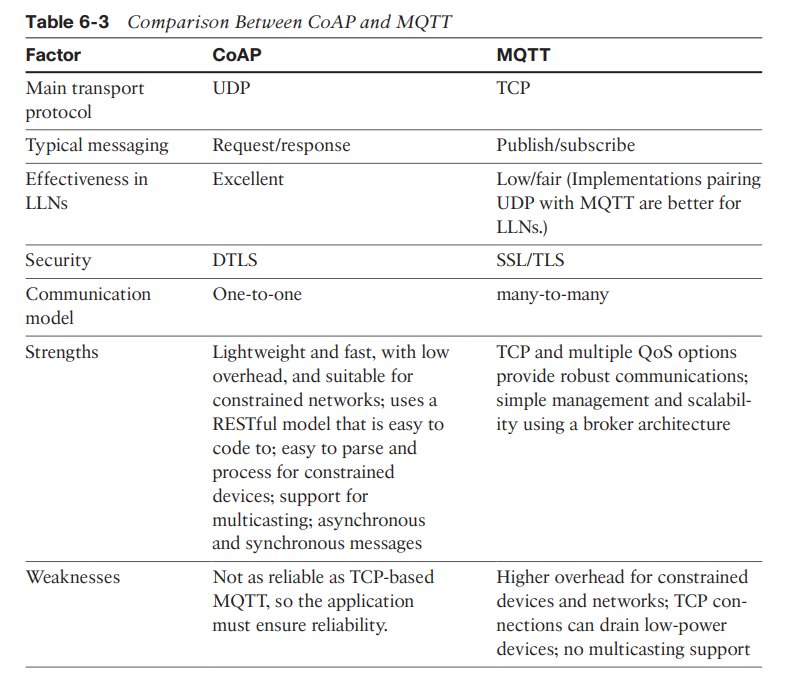 Table 6-3 Comparison Between CoAP and MQTT
Factor CoAP MQTT
Main transport protocol UDP TCP
Typical messaging Request/response Publish/subscribe
Effectiveness in LLNs Excellent Low/fair (Implementations pairing UDP with MQTT are better for LLNs.)
Security DTLS SSL/TLS
Communication model One-to-one many-to-many
Strengths
Lightweight and fast, with low
overhead, and suitable for
constrained networks; uses a
RESTful model that is easy to
code to; easy to parse and
process for constrained
devices; support for
multicasting; asynchronous
and synchronous messages
TCP and multiple QoS options
provide robust communications;
simple management and scalabil-
ity using a broker architecture
Weaknesses
Not as reliable as TCP-based
MQTT, so the application
must ensure reliability.
Higher overhead for constrained
devices and networks; TCP con-
nections can drain low-power
devices; no multicasting support